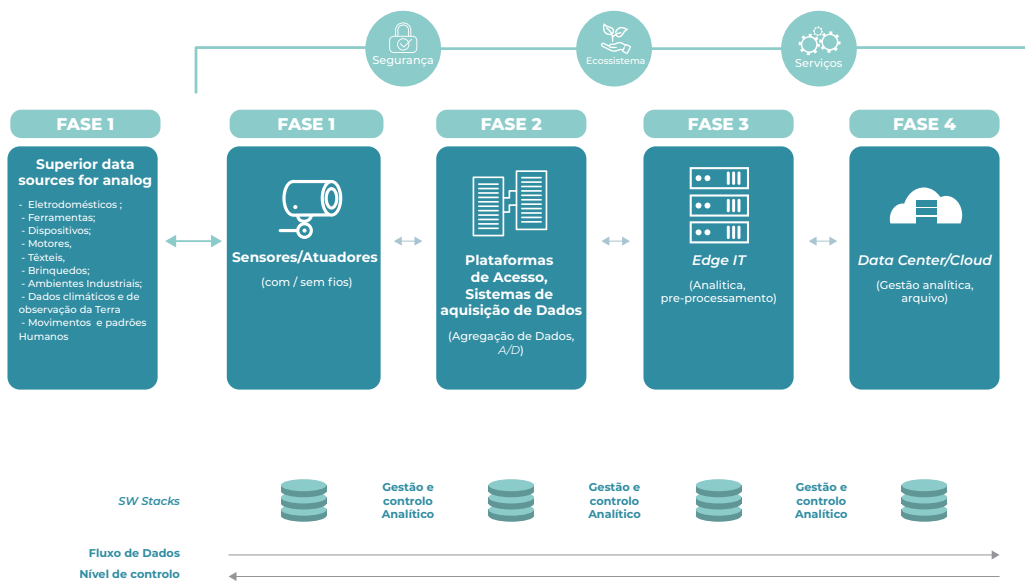 Segurança
Ecossistema
Serviços
FASE 1
Superior data
sources for analog
- Eletrodomésticos ;
- Ferramentas;
- Dispositivos;
- Motores,
- Têxteis,
- Brinquedos;
- Ambientes Industriais;
- Dados climáticos e de
observação da Terra
- Movimentos e padrões
Humanos
FASE 1
Sensores/Atuadores
(com / sem fios)
FASE 2
Plataformas
de Acesso,
Sistemas de
aquisição de Dados
(Agregação de Dados,
A/D)
FASE 3
Edge IT
(Analitica,
pre-processamento)
FASE 4
Data Center/Cloud
(Gestão analítica,
arquivo)
SW Stacks
Gestão e
controlo
Analítico
Gestão e
controlo
Analítico
Gestão e
controlo
Analítico
Fluxo de Dados
Nível de controlo